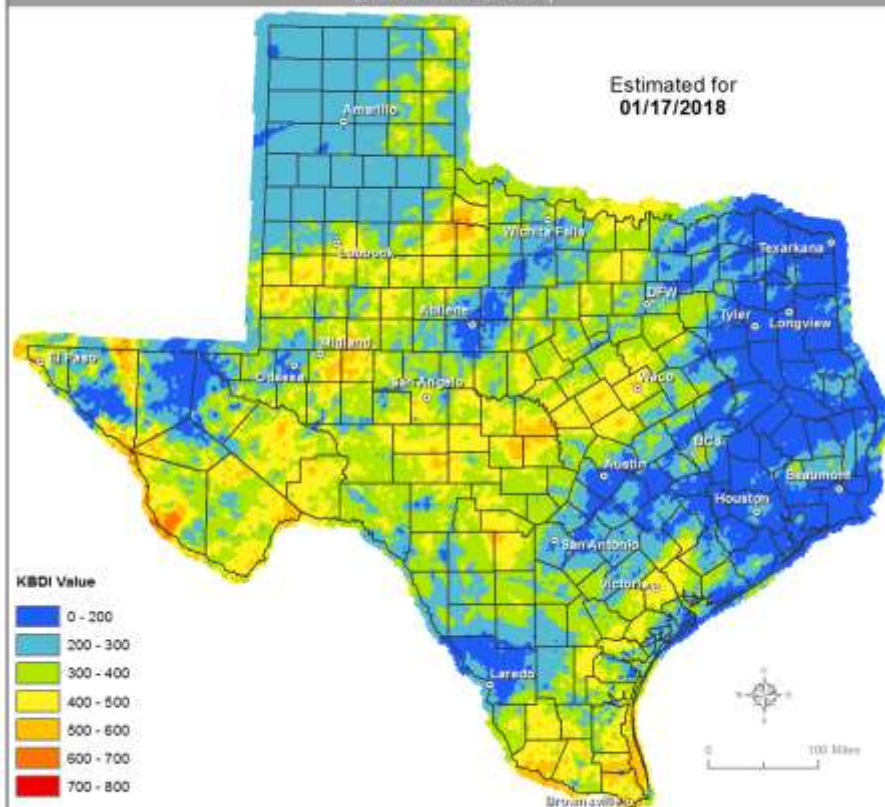 Estimated for
01/17/2018
Amarillo
Lubbock
Wichita Falls
Texarkana
DFW
Abilene
Tyler
Longview
El Paso
Midland
Odessa
San Angelo
Waco
BCS
Austin
Beaumont
Houston
San Antonio
Victoria
Laredo
Brownsville
KBDI Value
0 - 200
200 - 300
300 - 400
400 - 500
500 - 600
600 - 700
700 - 800
0 100 Miles